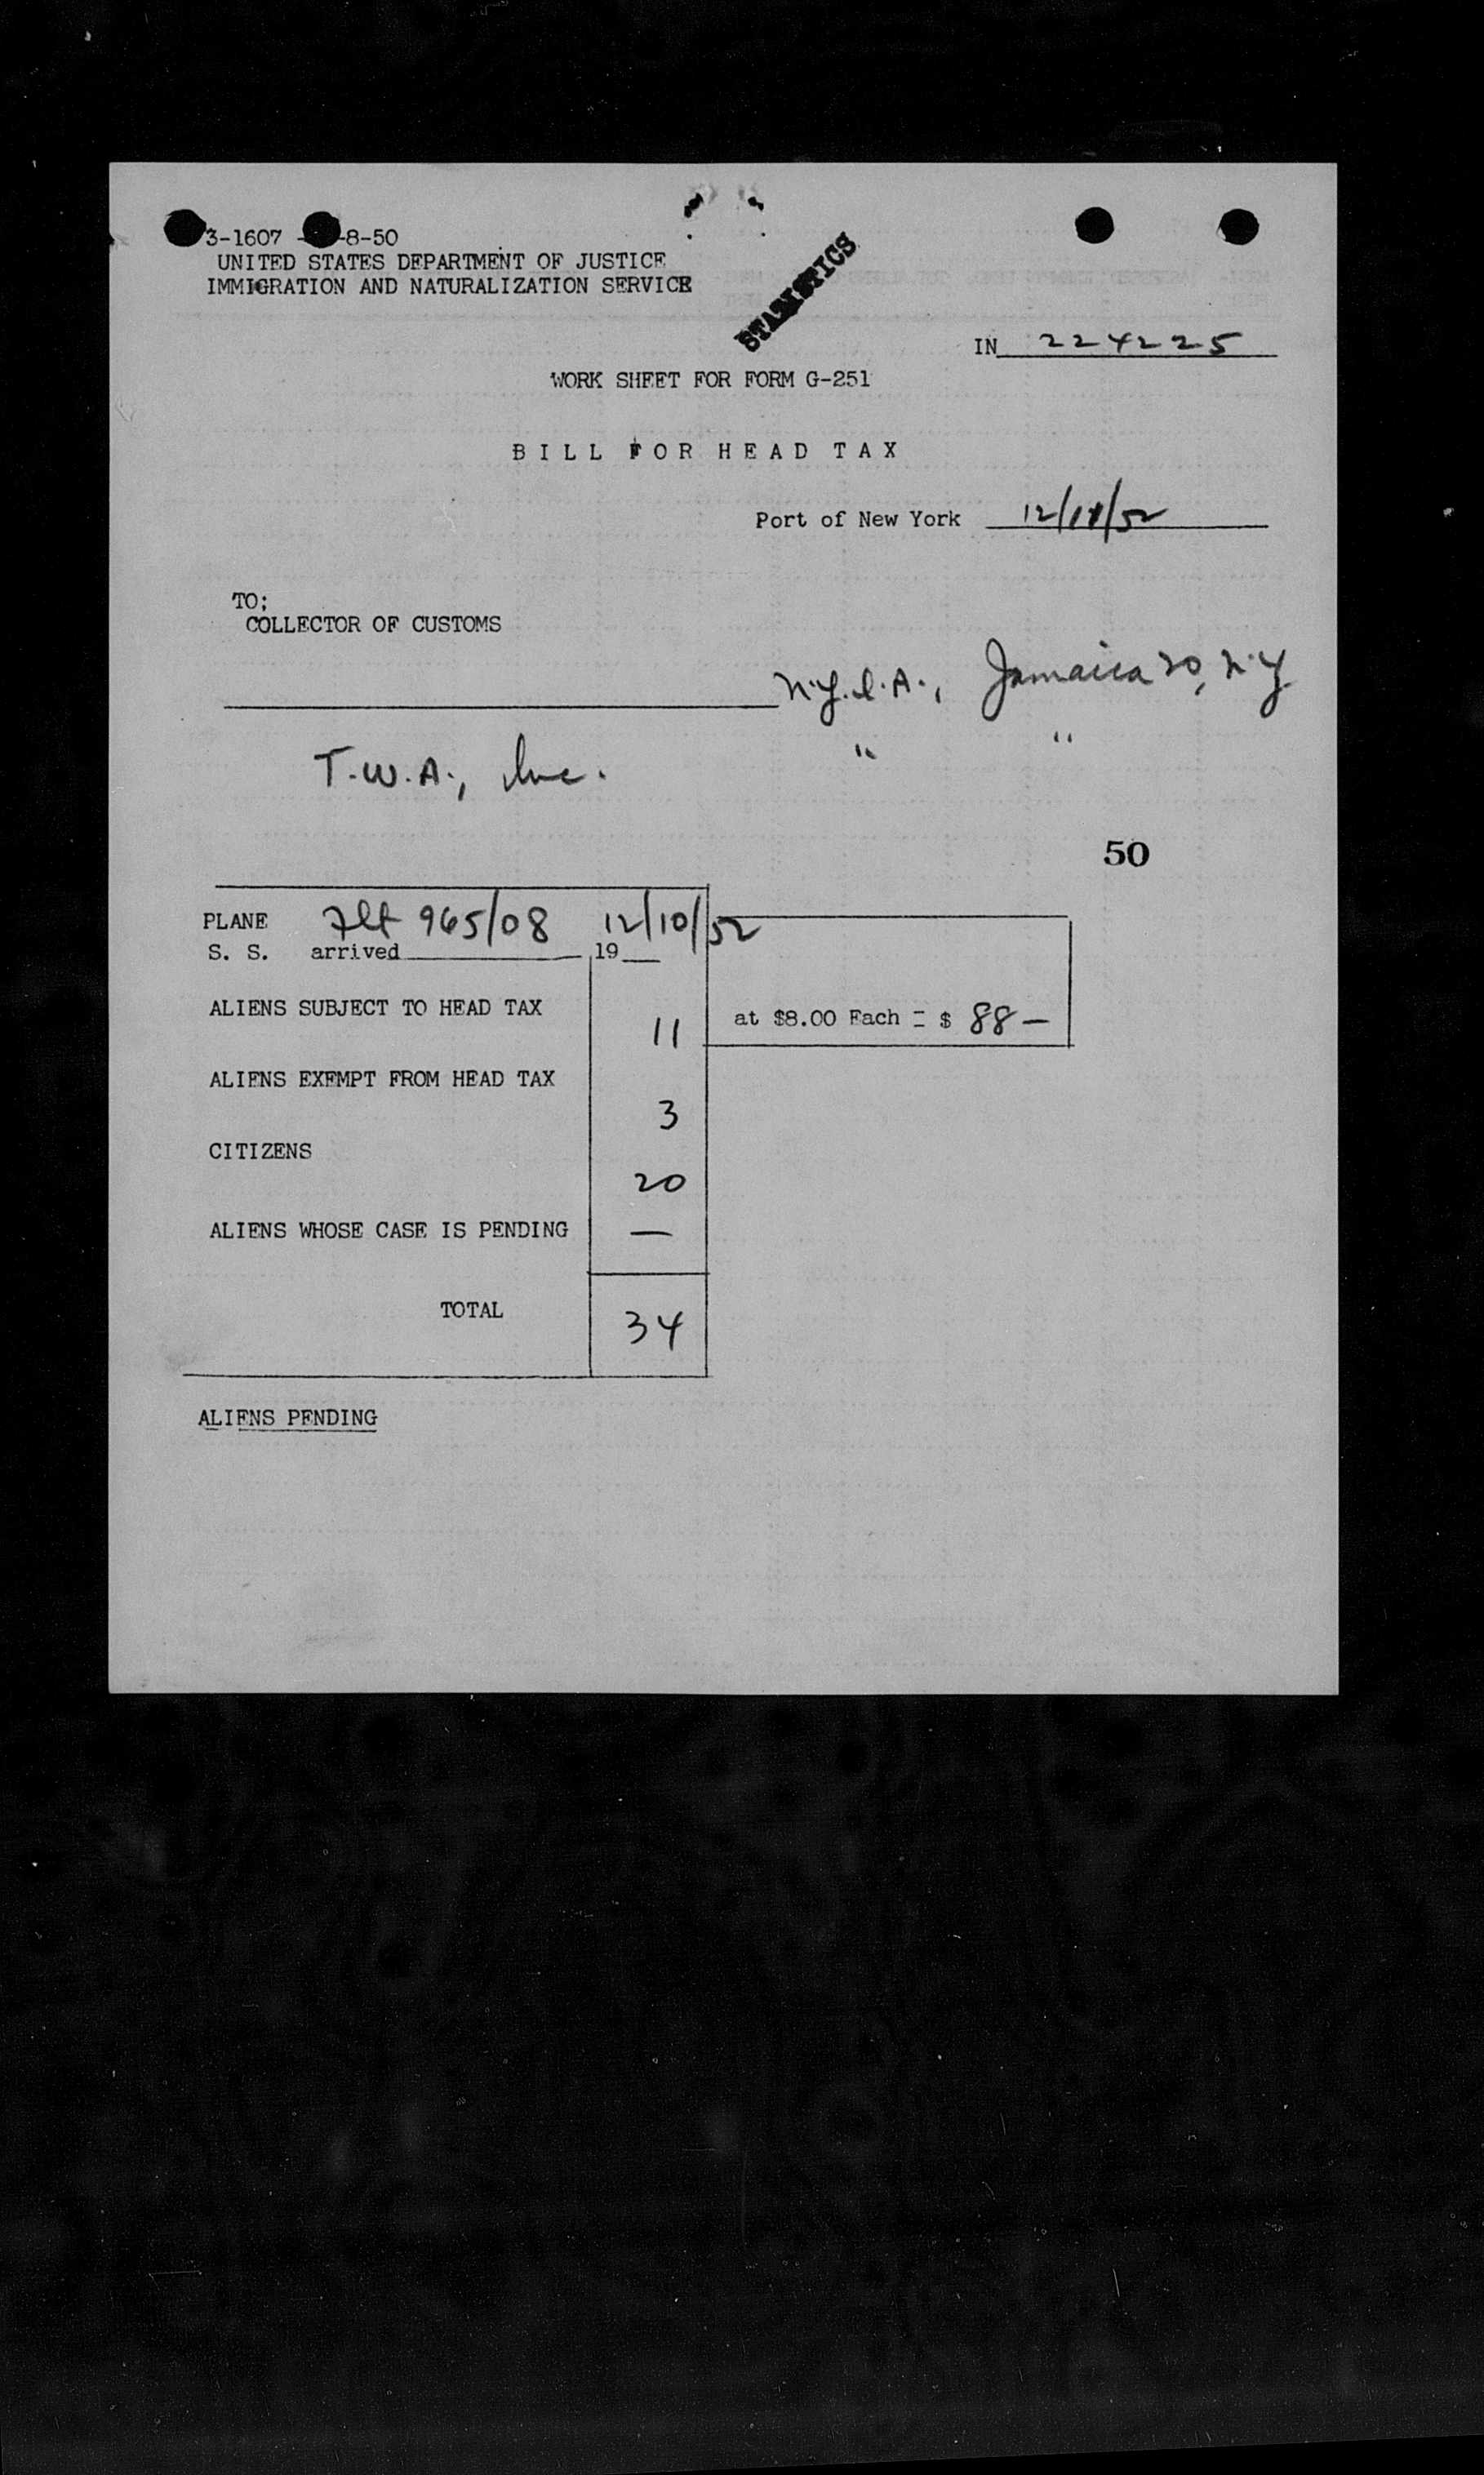 3-1607 - -8-50
UNITED STATES DEPARTMENT OF JUSTICE
IMMIGRATION AND NATURALIZATION SERVICE
STATISTICS
IN 224225
WORK SHEET FOR FORM G-251
BILL FOR HEAD TAX
Port of New York 12/18/52
TO:
COLLECTOR OF CUSTOMS
N.Y.I.A., Jamaica 20, N.Y.
T.W.A., Inc. " "
50
PLANE Flt 965/08 12/10/52
S. S. arrived 19
ALIENS SUBJECT TO HEAD TAX 11 at $8.00 Each = $ 88 —
ALIENS EXEMPT FROM HEAD TAX 3
CITIZENS 20
ALIENS WHOSE CASE IS PENDING —
TOTAL 34
ALIENS PENDING